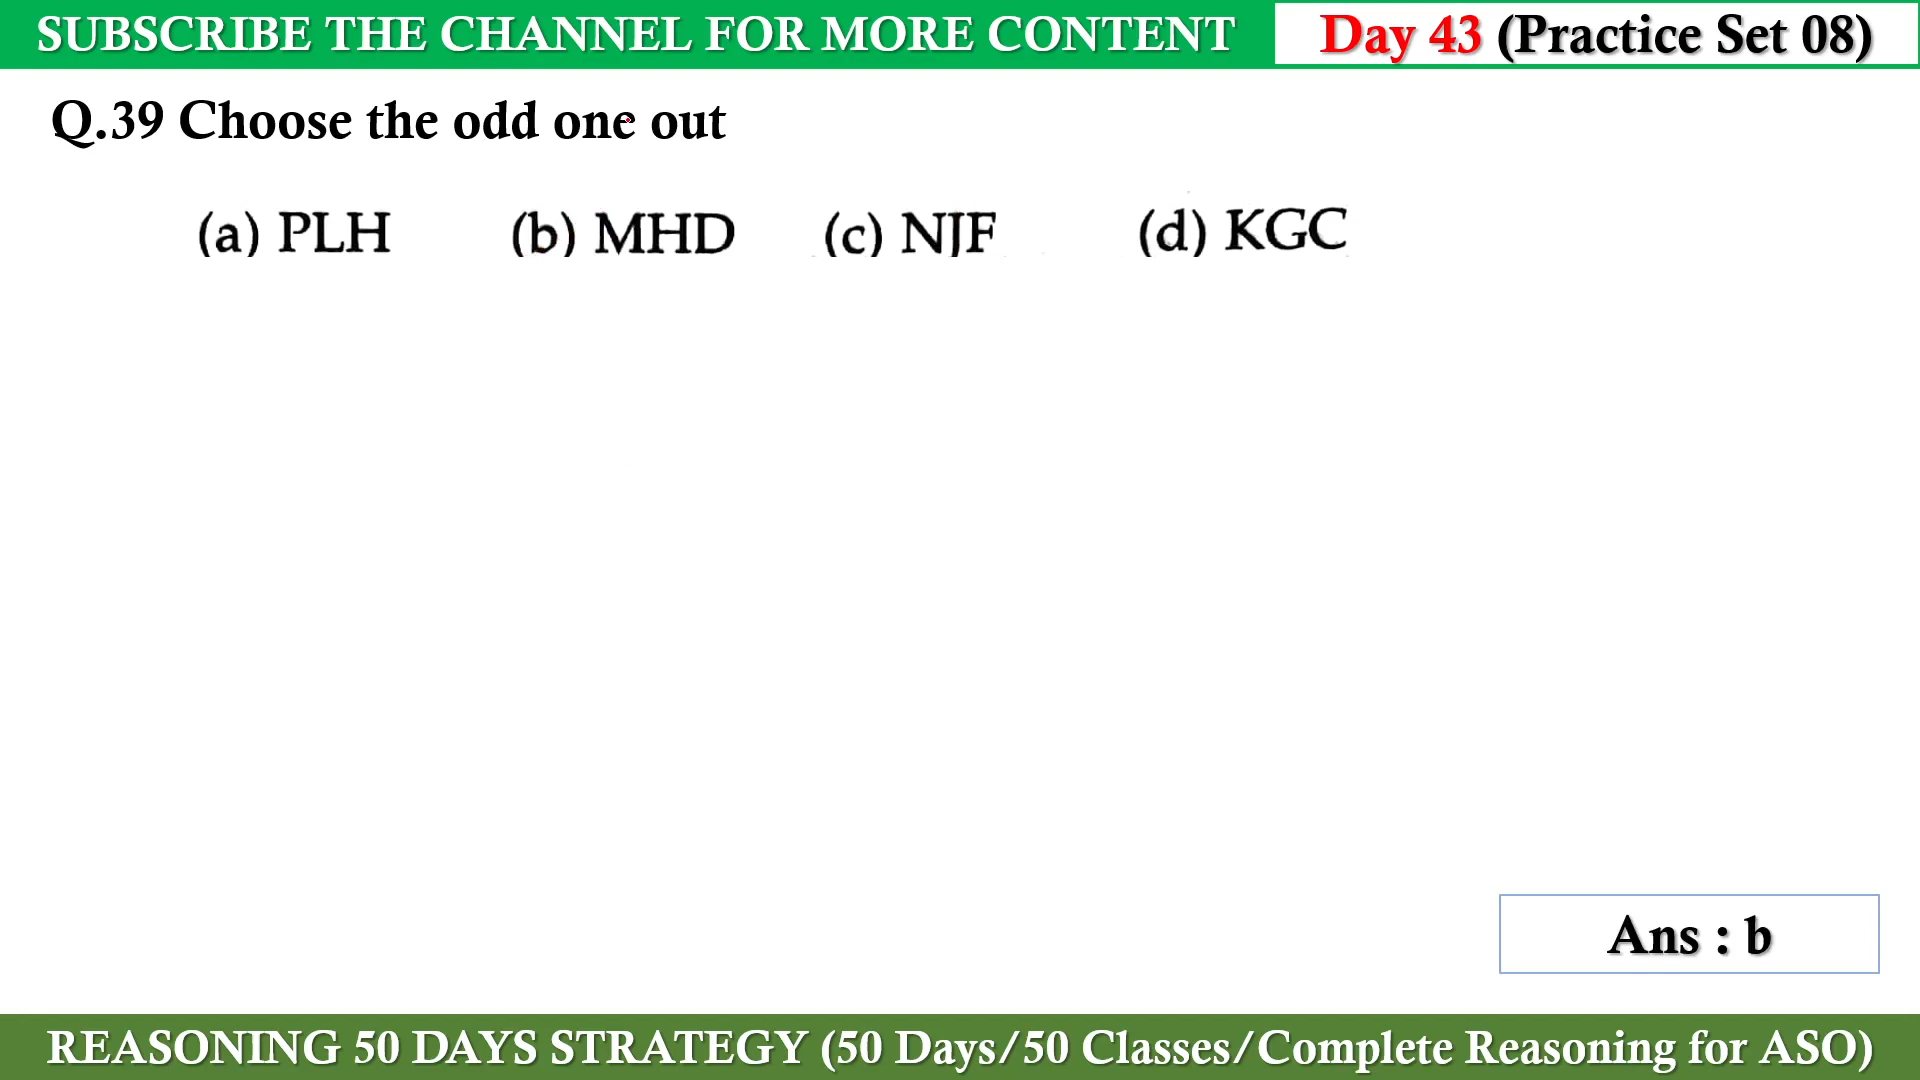 SUBSCRIBE THE CHANNEL FOR MORE CONTENT
Day 43 (Practice Set 08)
Q.39 Choose the odd one out
(a) PLH (b) MHD (c) NJF (d) KGC
Ans : b
REASONING 50 DAYS STRATEGY (50 Days/50 Classes/Complete Reasoning for ASO)